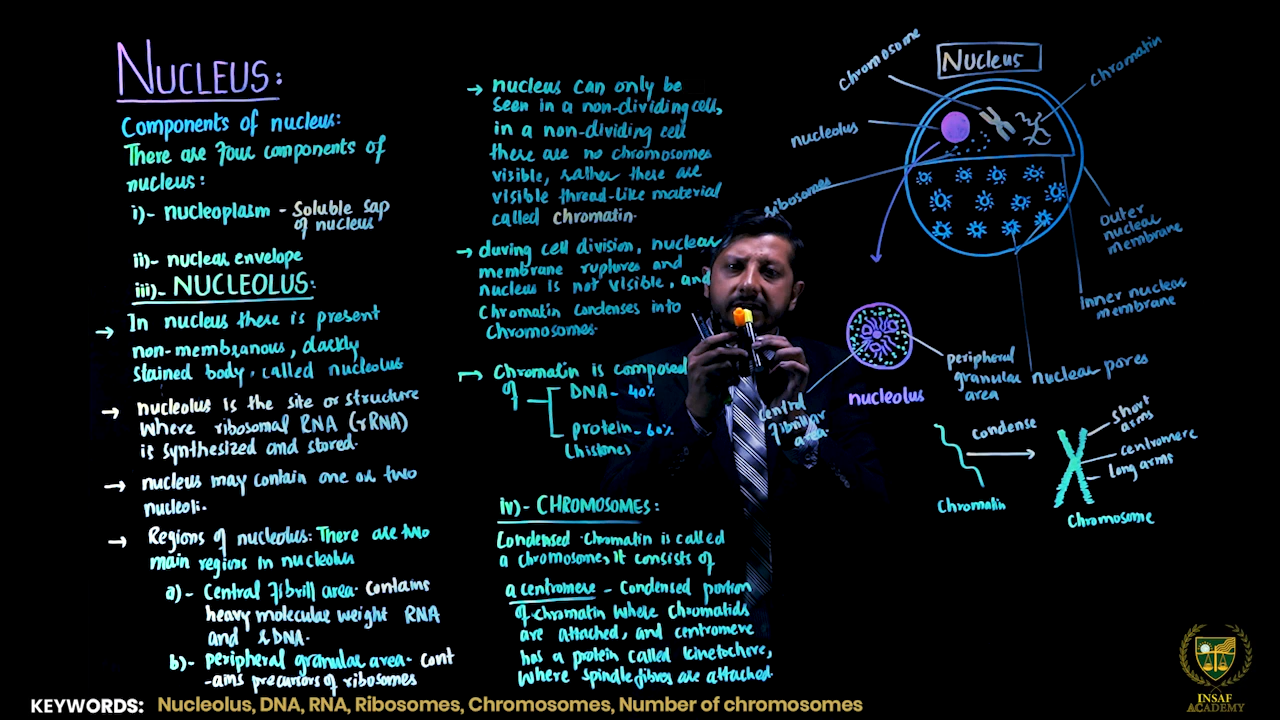 NUCLEUS:
Components of nucleus:
There are four components of
nucleus:
i)- nucleoplasm - Soluble sap
of nucleus
ii)- nuclear envelope
iii)- NUCLEOLUS:
→ In nucleus there is present
non-membranous, darkly
stained body, called nucleolus
→ nucleolus is the site or structure
where ribosomal RNA (rRNA)
is synthesized and stored.
→ nucleus may contain one or two
nucleoli.
→ Regions of nucleolus: There are two
main regions in nucleolus
a)- Central fibrill area- contains
heavy molecular weight RNA
and rDNA.
b)- peripheral granular area- cont
-ains precursors of ribosomes
→ nucleus can only be
seen in a non-dividing cell,
in a non-dividing cell
there are no chromosomes
visible, rather there are
visible thread-like material
called chromatin.
→ during cell division, nuclear
membrane ruptures and
nucleus is not visible, and
Chromatin condenses into
Chromosomes.
→ Chromatin is composed
of
DNA - 40%
protein - 60%
(histones)
iv)- CHROMOSOMES:
Condensed chromatin is called
a chromosome, It consists of
a centromere - Condensed portion
of chromatin where chromatids
are attached, and centromere
has a protein called kinetochore,
where spindle fibres are attached.
Nucleus
chromosome
chromatin
nucleolus
ribosomes
outer
nuclear
membrane
inner nuclear
membrane
nuclear pores
peripheral
granular
area
nucleolus
central
fibrillar
area.
Condense
Chromatin
short
arms
centromere
long arms
Chromosome
KEYWORDS: Nucleolus, DNA, RNA, Ribosomes, Chromosomes, Number of chromosomes
INSAF
ACADEMY